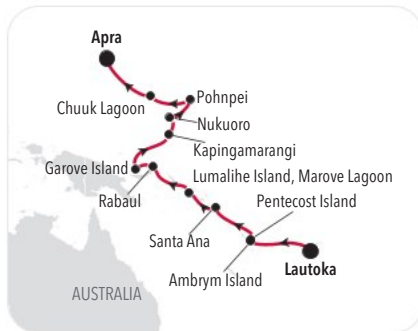 Apra
Pohnpei
Chuuk Lagoon
Nukuoro
Kapingamarangi
Garove Island
Lumalihe Island, Marove Lagoon
Rabaul
Pentecost Island
Santa Ana
Ambrym Island
Lautoka
AUSTRALIA